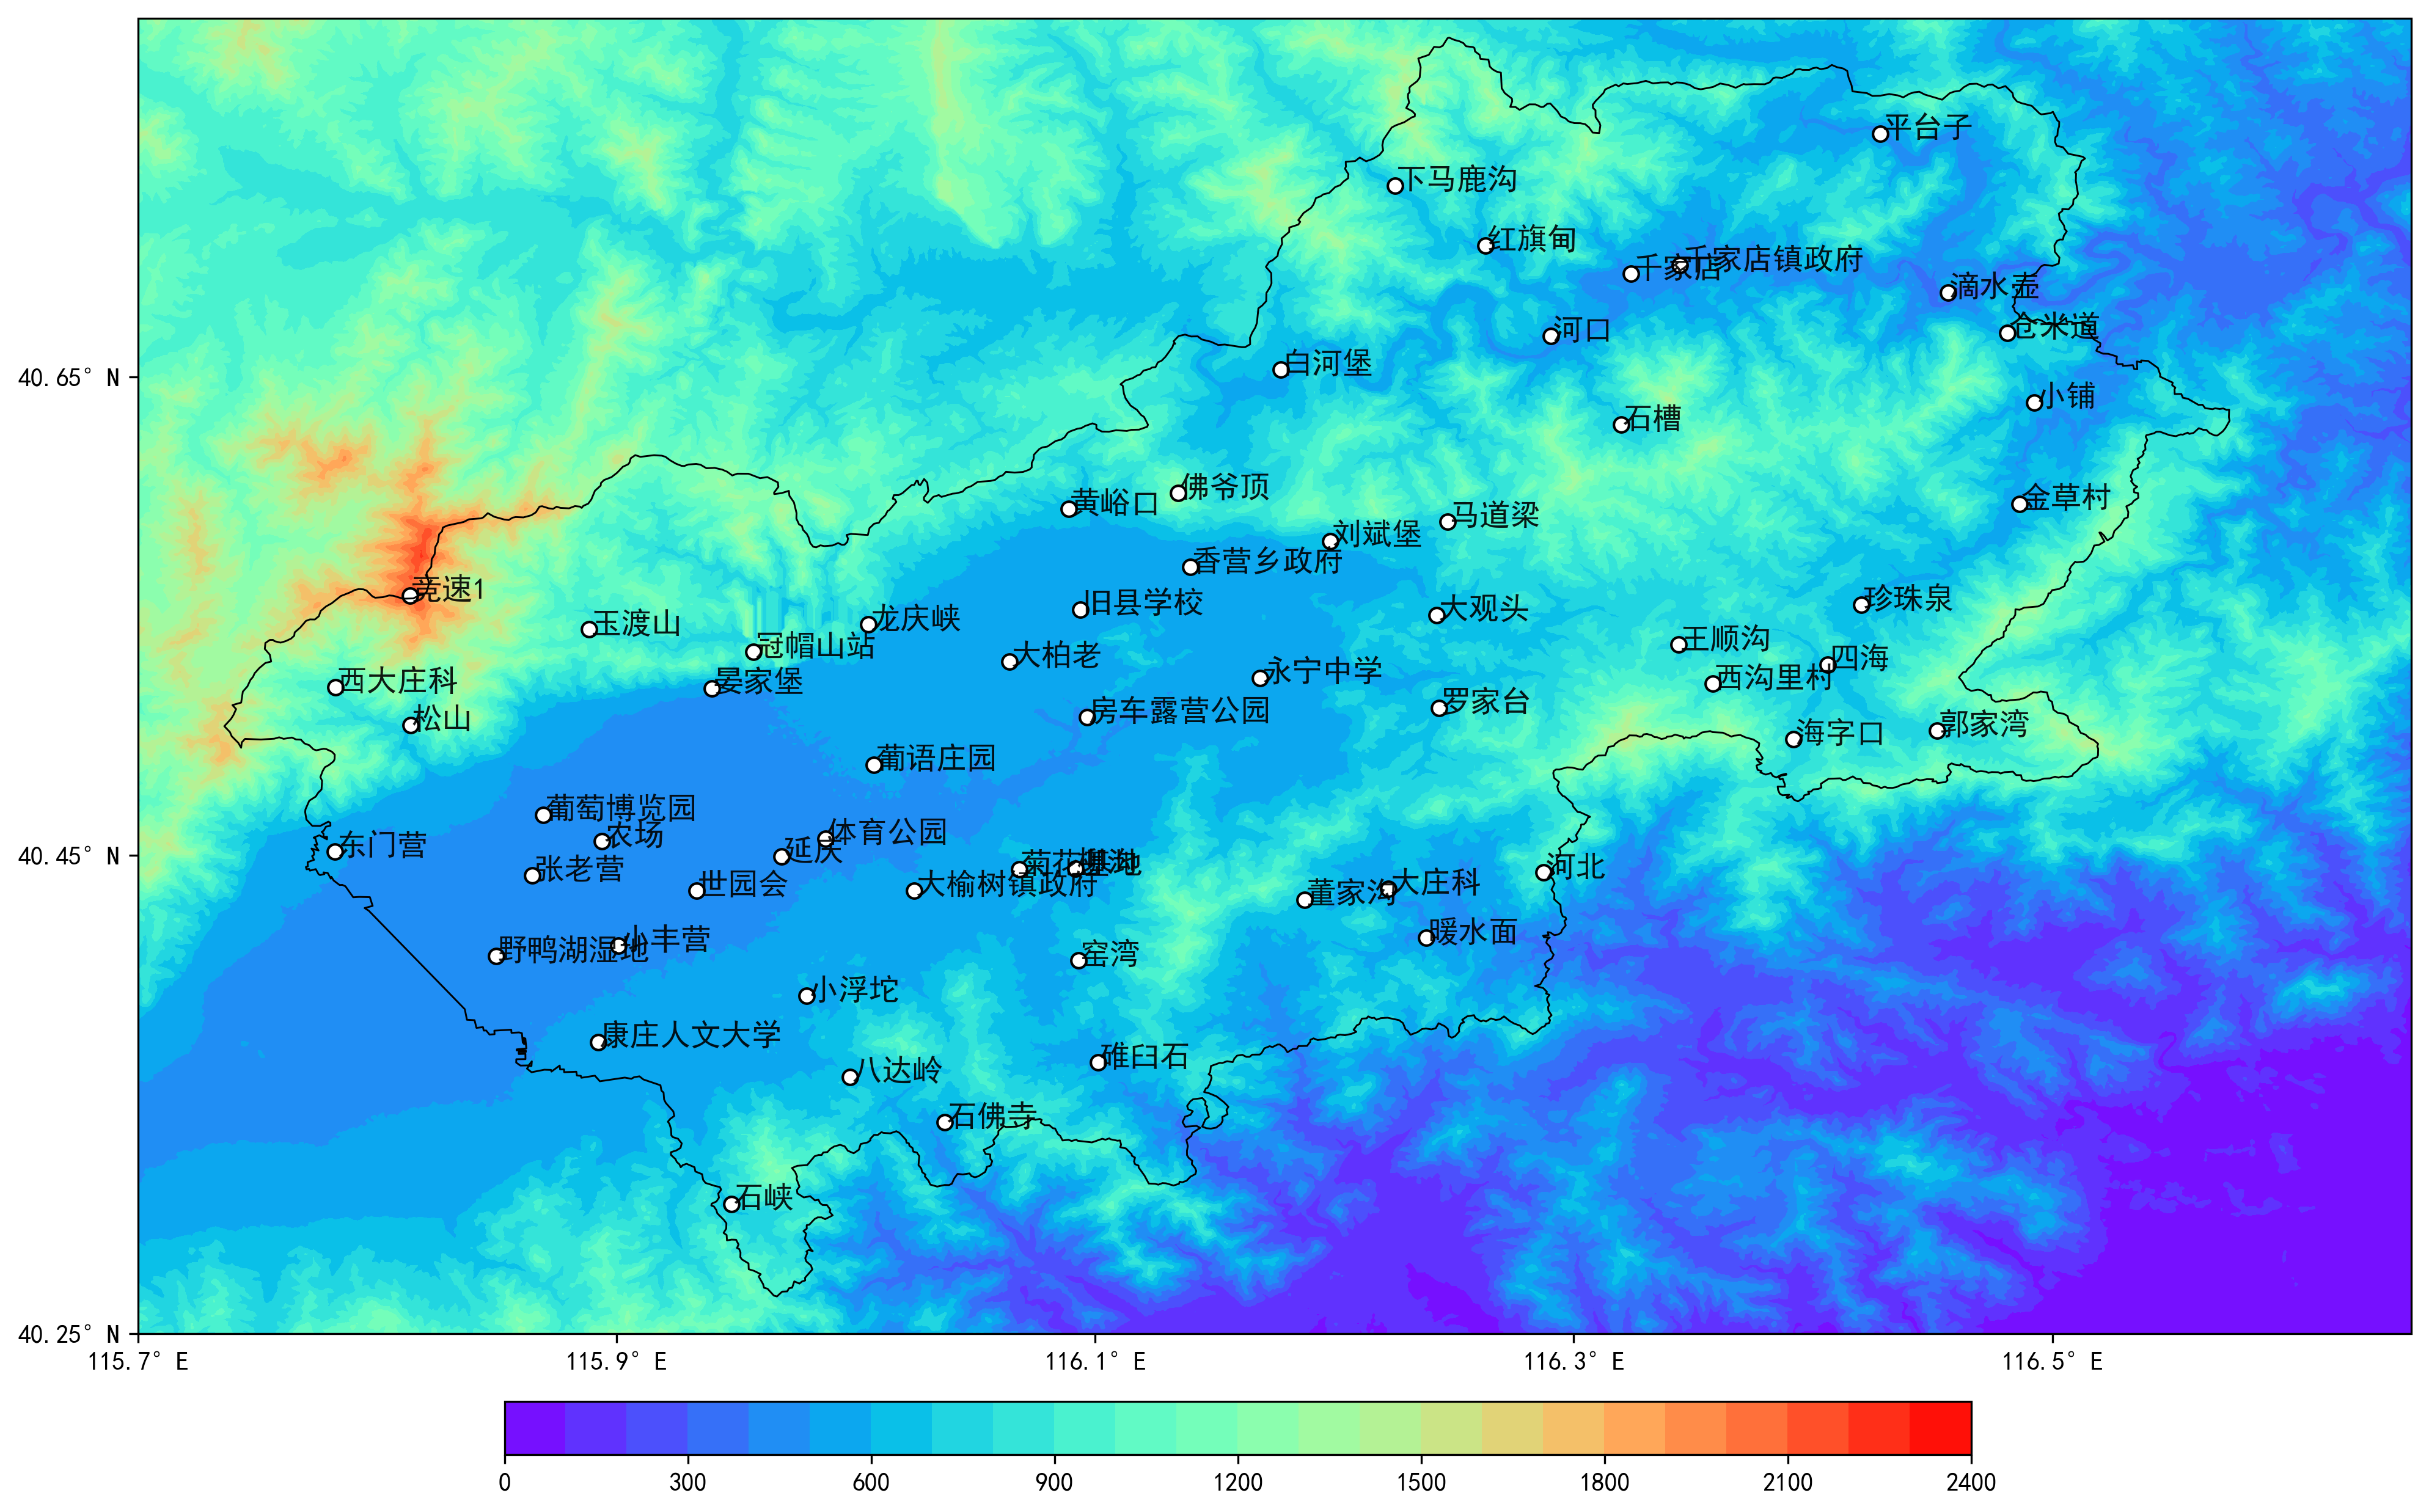 平台子
下马鹿沟
红旗甸
千家店
千家店镇政府
滴水壶
仓米道
河口
白河堡
40.65° N
小铺
石槽
佛爷顶
黄峪口
金草村
马道梁
刘斌堡
香营乡政府
竞速1
旧县学校
珍珠泉
大观头
龙庆峡
玉渡山
冠帽山站
王顺沟
大柏老
四海
永宁中学
西沟里村
西大庄科
晏家堡
罗家台
房车露营公园
松山
郭家湾
海字口
葡语庄园
葡萄博览园
农场
体育公园
东门营
延庆
40.45° N
张老营
世园会
菊花基地
大榆树镇政府
河北
大庄科
董家沟
暖水面
小丰营
野鸭湖湿地
窑湾
小浮坨
康庄人文大学
碓臼石
八达岭
石佛寺
石峡
40.25° N
115.7° E
115.9° E
116.1° E
116.3° E
116.5° E
0
300
600
900
1200
1500
1800
2100
2400